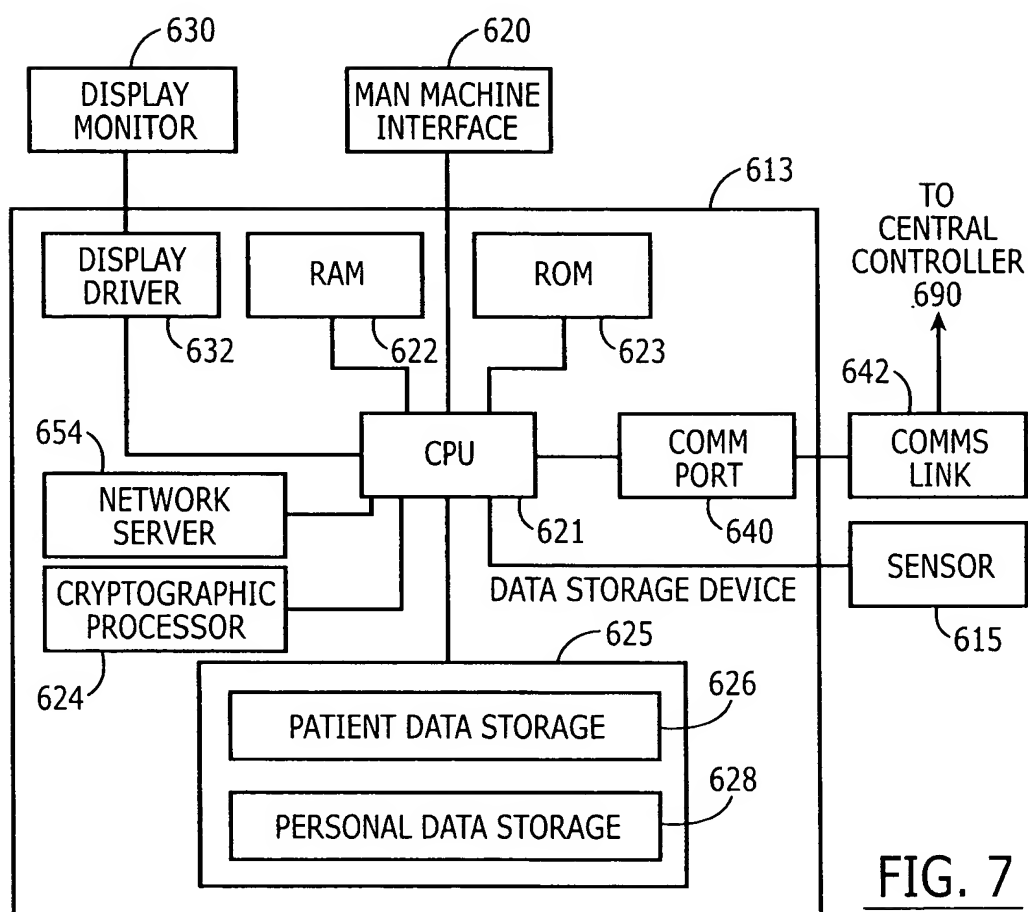 630
620
DISPLAY
MONITOR
MAN MACHINE
INTERFACE
613
TO
CENTRAL
CONTROLLER
690
DISPLAY
DRIVER
632
RAM
622
ROM
623
642
654
CPU
621
COMM
PORT
640
COMMS
LINK
NETWORK
SERVER
SENSOR
615
CRYPTOGRAPHIC
PROCESSOR
624
DATA STORAGE DEVICE
625
626
PATIENT DATA STORAGE
628
PERSONAL DATA STORAGE
FIG. 7